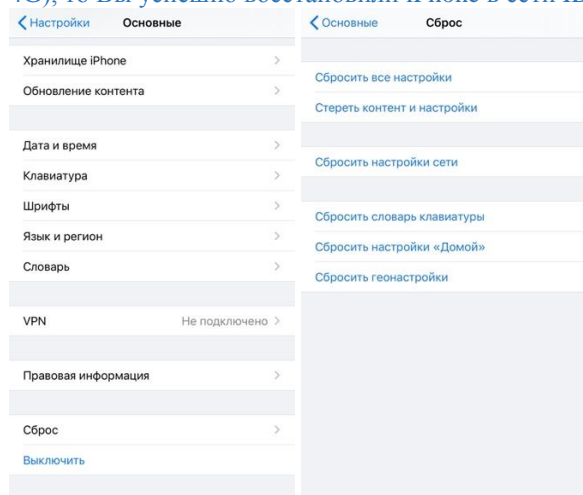 Настройки Основные
Хранилище iPhone
Обновление контента
Дата и время
Клавиатура
Шрифты
Язык и регион
Словарь
VPN Не подключено
Правовая информация
Сброс
Выключить
Основные Сброс
Сбросить все настройки
Стереть контент и настройки
Сбросить настройки сети
Сбросить словарь клавиатуры
Сбросить настройки «Домой»
Сбросить геонастройки